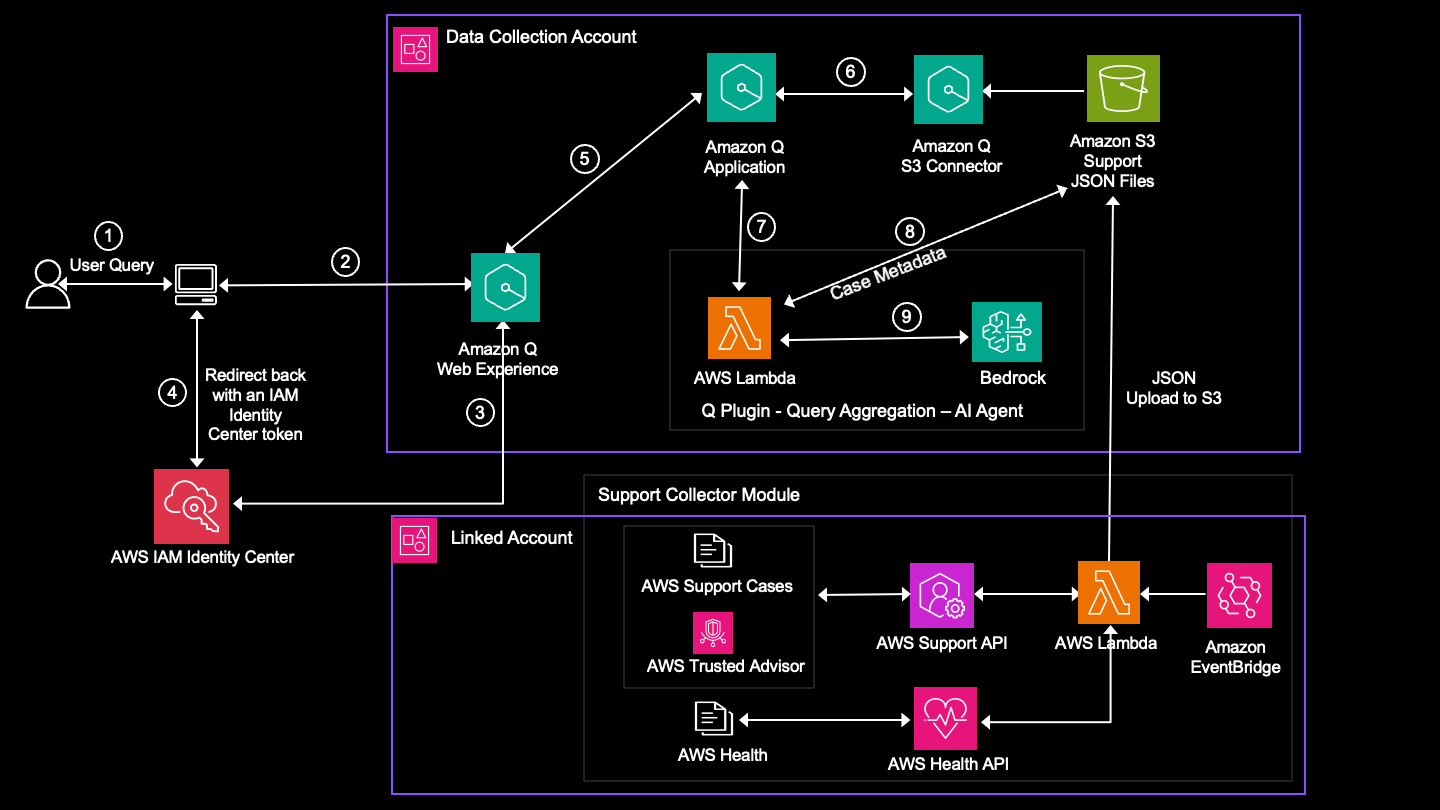 Data Collection Account
6
Amazon Q
Application
Amazon Q
S3 Connector
Amazon S3
Support
JSON Files
5
7
8
Case Metadata
1
User Query
2
9
Amazon Q
Web Experience
AWS Lambda
Bedrock
Q Plugin - Query Aggregation – AI Agent
3
4
Redirect back
with an IAM
Identity
Center token
JSON
Upload to S3
AWS IAM Identity Center
Support Collector Module
Linked Account
AWS Support Cases
AWS Trusted Advisor
AWS Support API
AWS Lambda
Amazon
EventBridge
AWS Health
AWS Health API